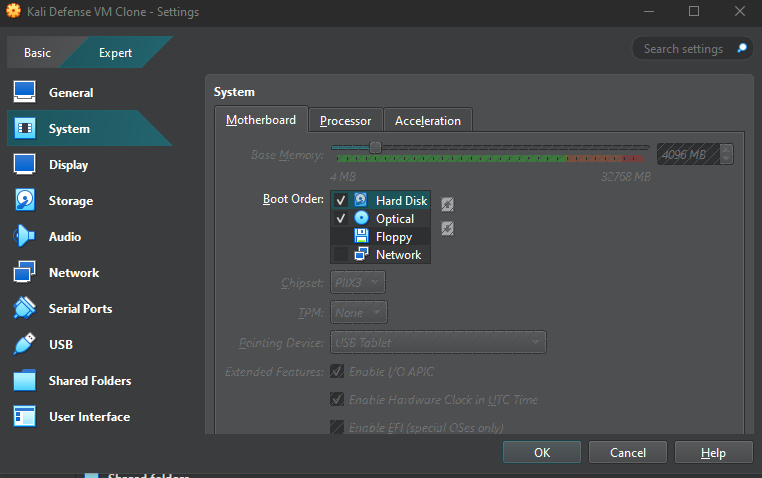 Kali Defense VM Clone - Settings
Basic
Expert
Search settings
General
System
Display
Storage
Audio
Network
Serial Ports
USB
Shared Folders
User Interface
System
Motherboard
Processor
Acceleration
Base Memory:
4096 MB
4 MB
32768 MB
Boot Order:
Hard Disk
Optical
Floppy
Network
Chipset:
PIIX3
TPM:
None
Pointing Device:
USB Tablet
Extended Features:
Enable I/O APIC
Enable Hardware Clock in UTC Time
Enable EFI (special OSes only)
OK
Cancel
Help
Shared folders